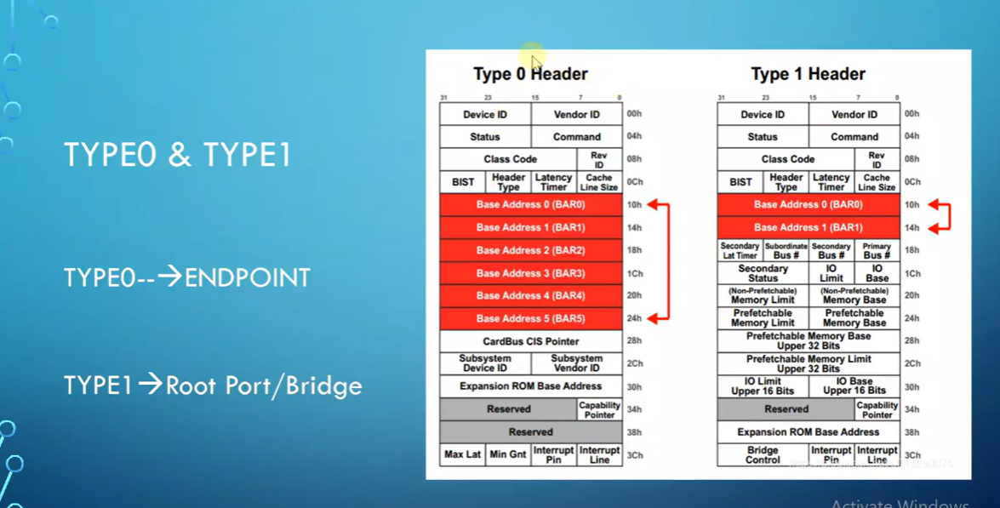 TYPE0 & TYPE1
TYPE0--→ENDPOINT
TYPE1→Root Port/Bridge
Type 0 Header
31 23 15 7 0
Device ID Vendor ID 00h
Status Command 04h
Class Code Rev ID 08h
BIST Header Type Latency Timer Cache Line Size 0Ch
Base Address 0 (BAR0) 10h
Base Address 1 (BAR1) 14h
Base Address 2 (BAR2) 18h
Base Address 3 (BAR3) 1Ch
Base Address 4 (BAR4) 20h
Base Address 5 (BAR5) 24h
CardBus CIS Pointer 28h
Subsystem Device ID Subsystem Vendor ID 2Ch
Expansion ROM Base Address 30h
Reserved Capability Pointer 34h
Reserved 38h
Max Lat Min Gnt Interrupt Pin Interrupt Line 3Ch
Type 1 Header
31 23 15 7 0
Device ID Vendor ID 00h
Status Command 04h
Class Code Rev ID 08h
BIST Header Type Latency Timer Cache Line Size 0Ch
Base Address 0 (BAR0) 10h
Base Address 1 (BAR1) 14h
Secondary Lat Timer Subordinate Bus # Secondary Bus # Primary Bus # 18h
Secondary Status IO Limit IO Base 1Ch
(Non-Prefetchable) Memory Limit (Non-Prefetchable) Memory Base 20h
Prefetchable Memory Limit Prefetchable Memory Base 24h
Prefetchable Memory Base Upper 32 Bits 28h
Prefetchable Memory Limit Upper 32 Bits 2Ch
IO Limit Upper 16 Bits IO Base Upper 16 Bits 30h
Reserved Capability Pointer 34h
Expansion ROM Base Address 38h
Bridge Control Interrupt Pin Interrupt Line 3Ch
Activate Windows